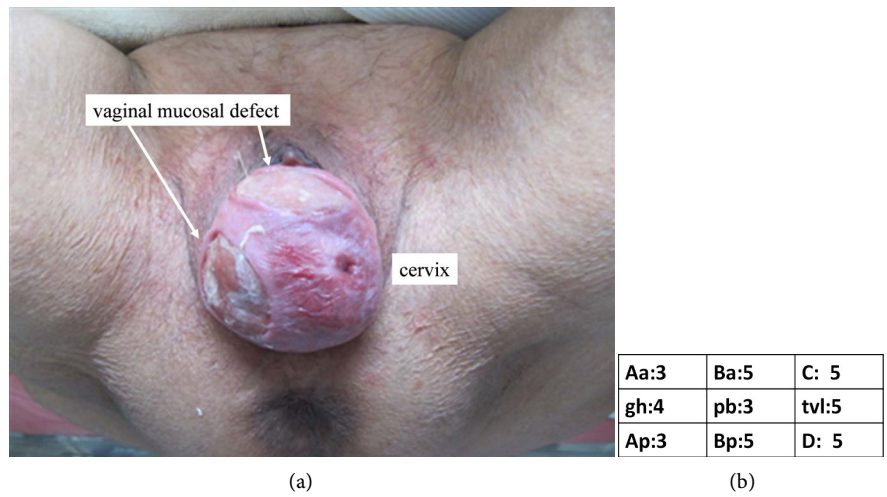 vaginal mucosal defect
cervix
Aa:3 Ba:5 C: 5
gh:4 pb:3 tvl:5
Ap:3 Bp:5 D: 5
(a) (b)